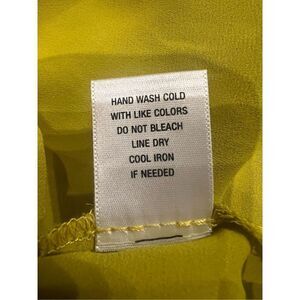 HAND WASH COLD
WITH LIKE COLORS
DO NOT BLEACH
LINE DRY
COOL IRON
IF NEEDED